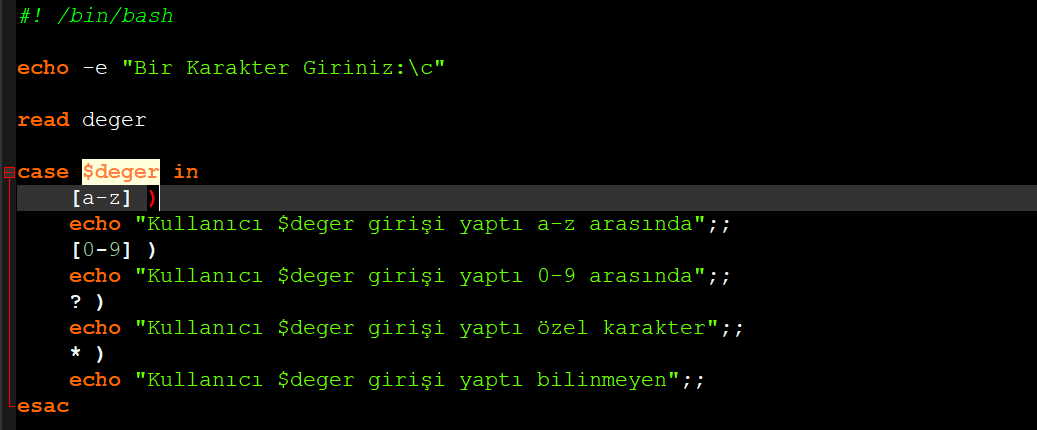 #! /bin/bash
echo -e "Bir Karakter Giriniz:\c"
read deger
case $deger in
[a-z] )
echo "Kullanıcı $deger girişi yaptı a-z arasında";;
[0-9] )
echo "Kullanıcı $deger girişi yaptı 0-9 arasında";;
? )
echo "Kullanıcı $deger girişi yaptı özel karakter";;
* )
echo "Kullanıcı $deger girişi yaptı bilinmeyen";;
esac